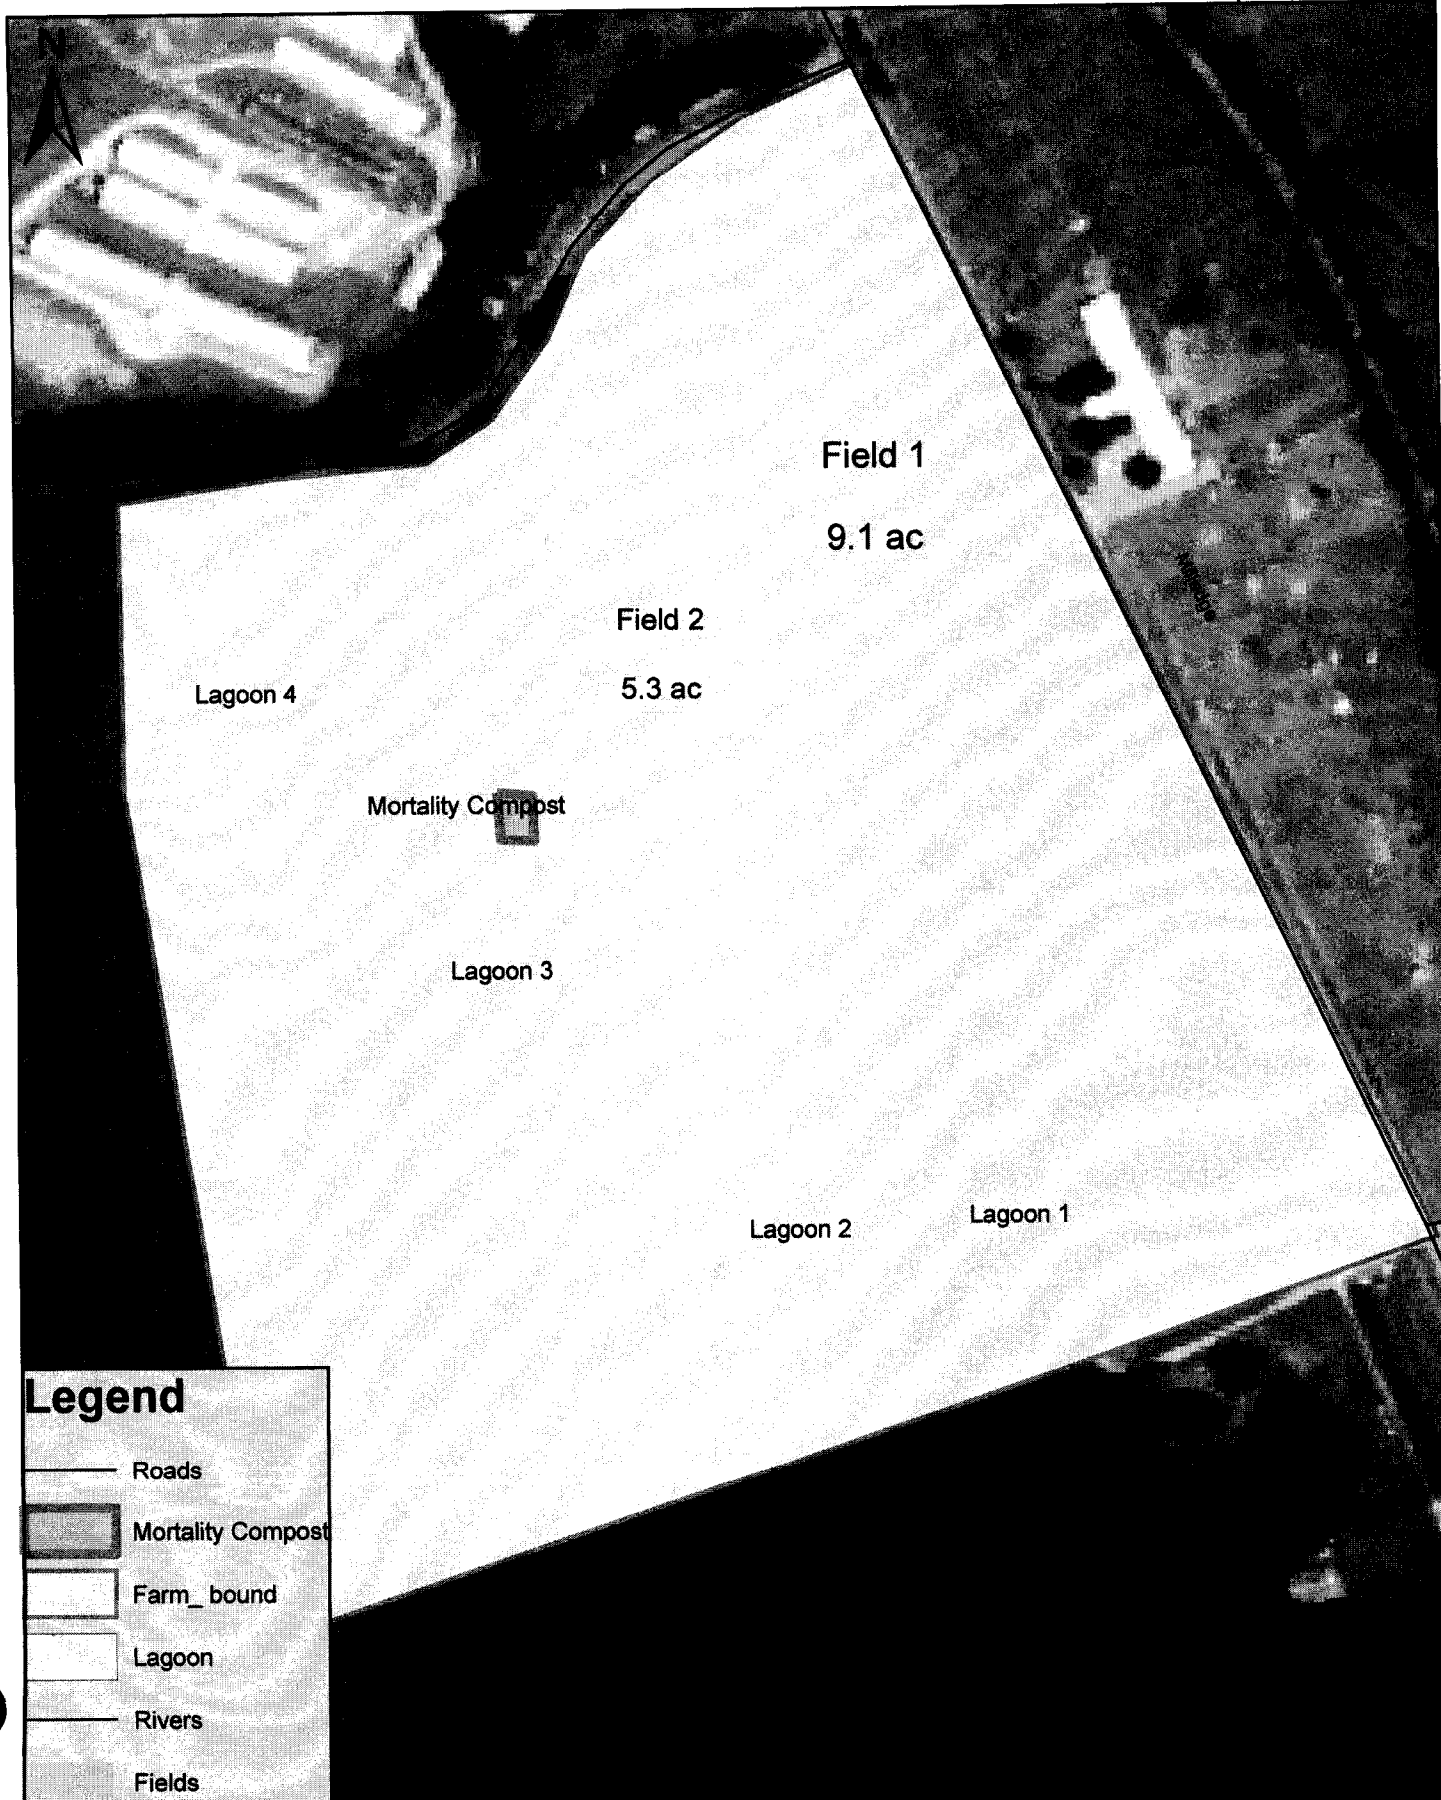 N
Field 1
9.1 ac
Field 2
5.3 ac
Lagoon 4
Mortality Compost
Lagoon 3
Lagoon 2
Lagoon 1
Legend
Roads
Mortality Compost
Farm_ bound
Lagoon
Rivers
Fields